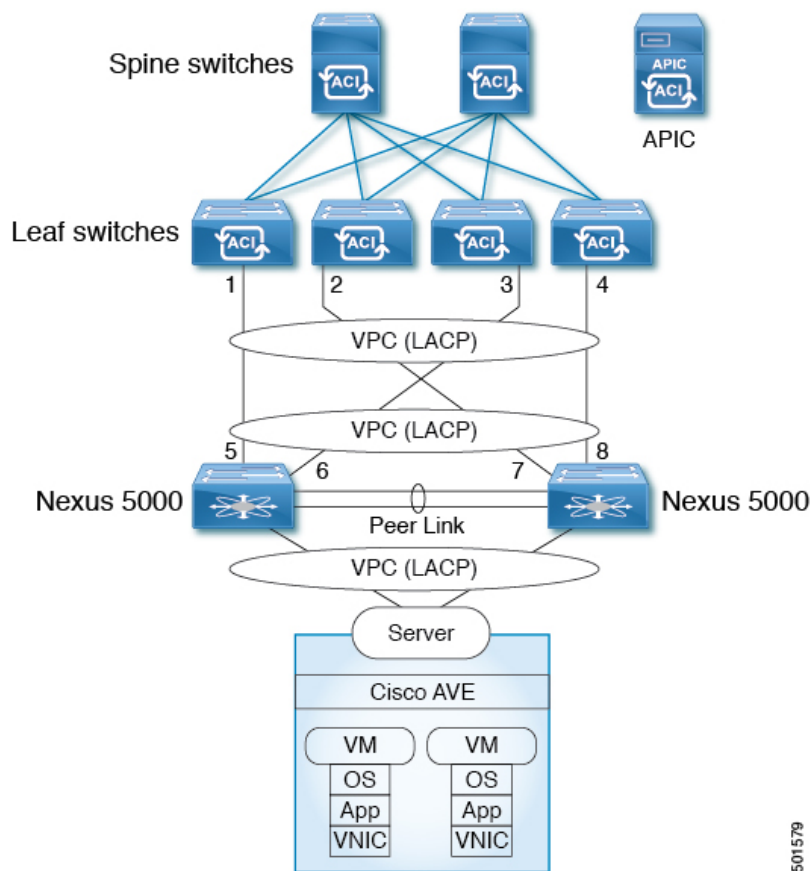 Spine switches
ACI
ACI
APIC
ACI
APIC
Leaf switches
ACI
ACI
ACI
ACI
1
2
3
4
VPC (LACP)
VPC (LACP)
5
6
7
8
Nexus 5000
Nexus 5000
Peer Link
VPC (LACP)
Server
Cisco AVE
VM
VM
OS
OS
App
App
VNIC
VNIC
501579